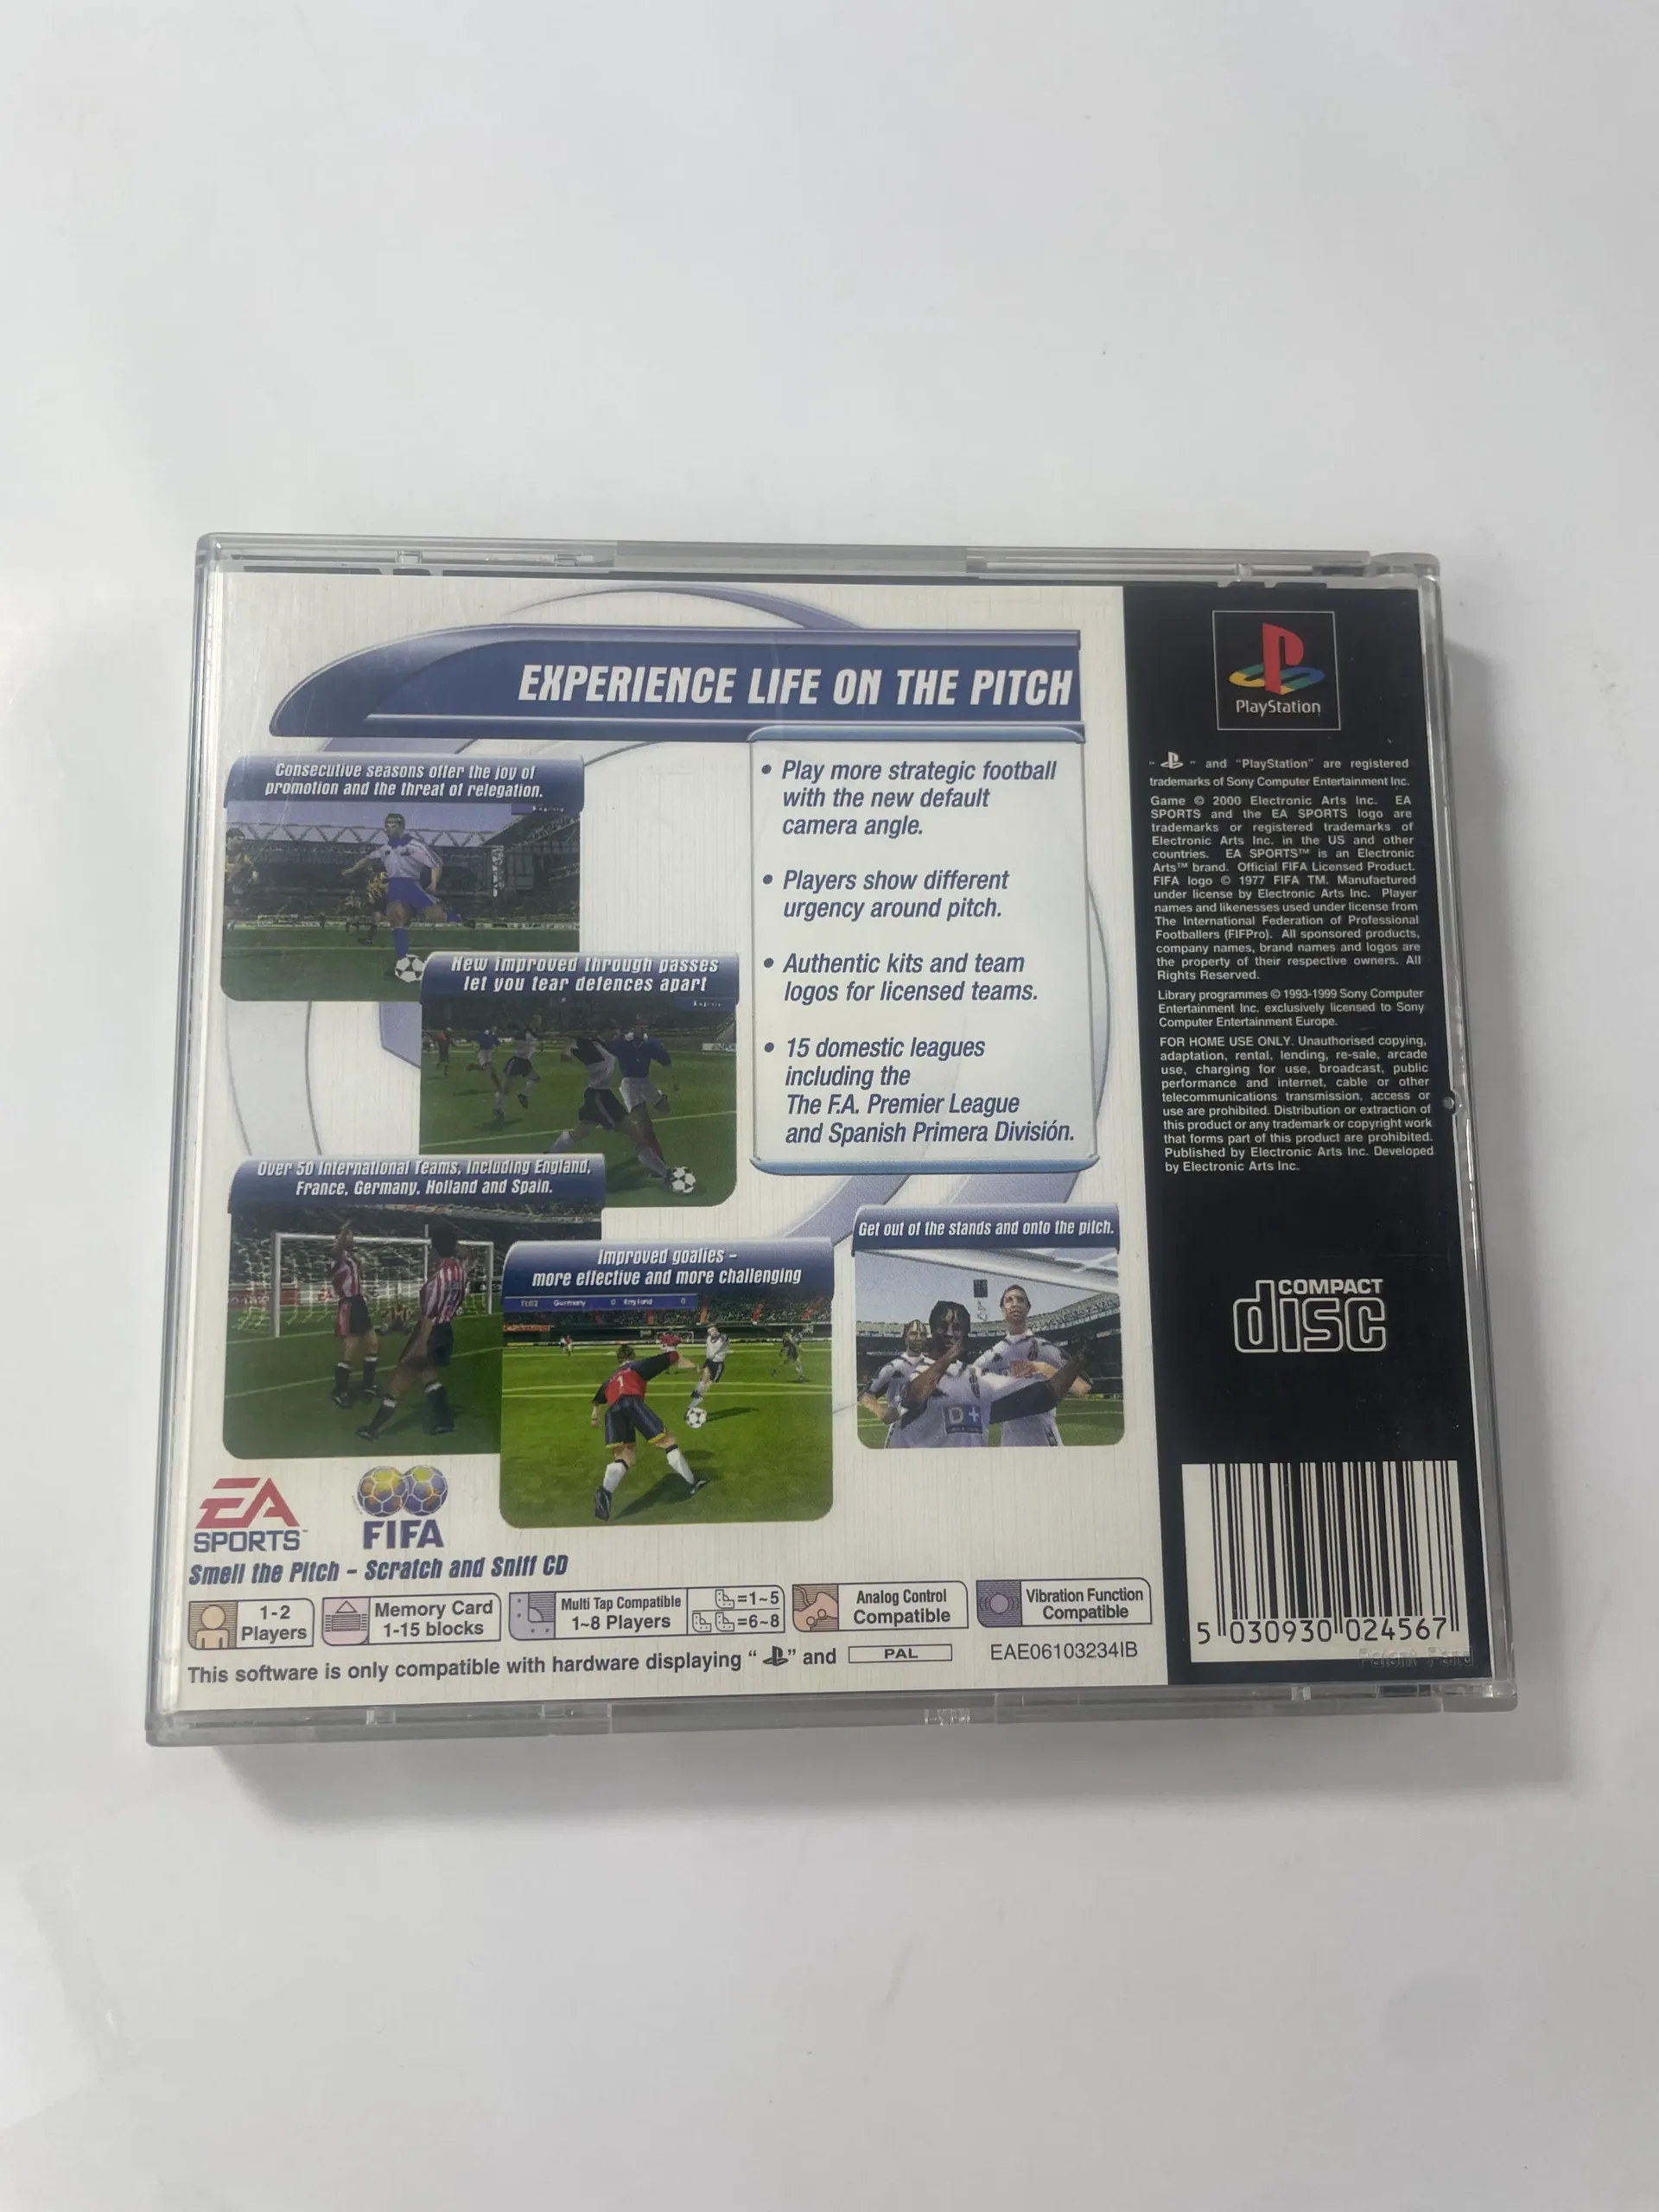 EXPERIENCE LIFE ON THE PITCH
Consecutive seasons offer the joy of
promotion and the threat of relegation.
New improved through passes
let you tear defences apart
Over 50 International Teams, Including England,
France, Germany, Holland and Spain.
Improved goalies –
more effective and more challenging
11:02 Germany 0 England 0
Get out of the stands and onto the pitch.
1
D+
• Play more strategic football
with the new default
camera angle.
• Players show different
urgency around pitch.
• Authentic kits and team
logos for licensed teams.
• 15 domestic leagues
including the
The F.A. Premier League
and Spanish Primera División.
EA
SPORTS™
FIFA
Smell the Pitch – Scratch and Sniff CD
1-2
Players
Memory Card
1-15 blocks
Multi Tap Compatible
1~8 Players
=1~5
=6~8
Analog Control
Compatible
Vibration Function
Compatible
This software is only compatible with hardware displaying “ ” and PAL
EAE06103234IB
PlayStation
“ ” and “PlayStation” are registered
trademarks of Sony Computer Entertainment Inc.
Game © 2000 Electronic Arts Inc. EA
SPORTS and the EA SPORTS logo are
trademarks or registered trademarks of
Electronic Arts Inc. in the US and other
countries. EA SPORTS™ is an Electronic
Arts™ brand. Official FIFA Licensed Product.
FIFA logo © 1977 FIFA TM. Manufactured
under license by Electronic Arts Inc. Player
names and likenesses used under license from
The International Federation of Professional
Footballers (FIFPro). All sponsored products,
company names, brand names and logos are
the property of their respective owners. All
Rights Reserved.
Library programmes © 1993-1999 Sony Computer
Entertainment Inc. exclusively licensed to Sony
Computer Entertainment Europe.
FOR HOME USE ONLY. Unauthorised copying,
adaptation, rental, lending, re-sale, arcade
use, charging for use, broadcast, public
performance and internet, cable or other
telecommunications transmission, access or
use are prohibited. Distribution or extraction of
this product or any trademark or copyright work
that forms part of this product are prohibited.
Published by Electronic Arts Inc. Developed
by Electronic Arts Inc.
COMPACT
disc
5 030930 024567